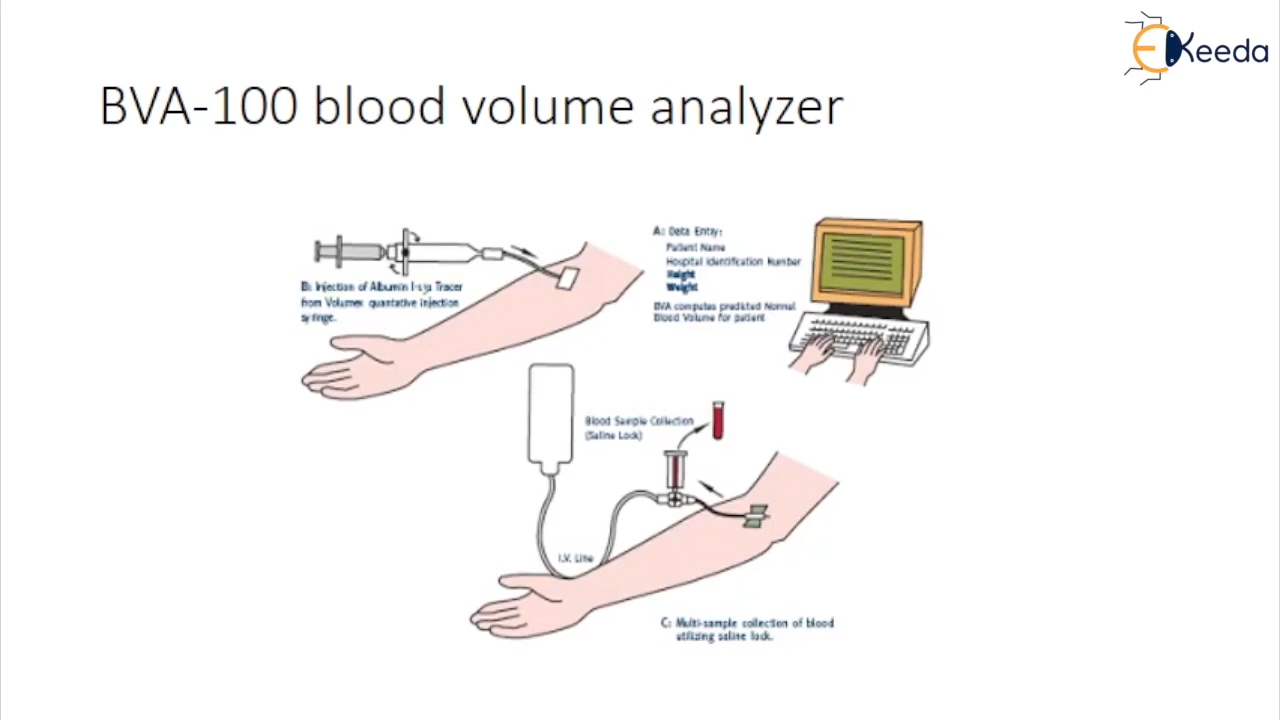 EKeeda
BVA-100 blood volume analyzer
A: Data Entry:
Patient Name
Hospital Identification Number
Height
Weight
BVA computes predicted Normal
Blood Volume for patient
B: Injection of Albumin I-131 Tracer
from Volumex quantative injection
syringe.
Blood Sample Collection
(Saline Lock)
I.V. Line
C: Multi-sample collection of blood
utilizing saline lock.